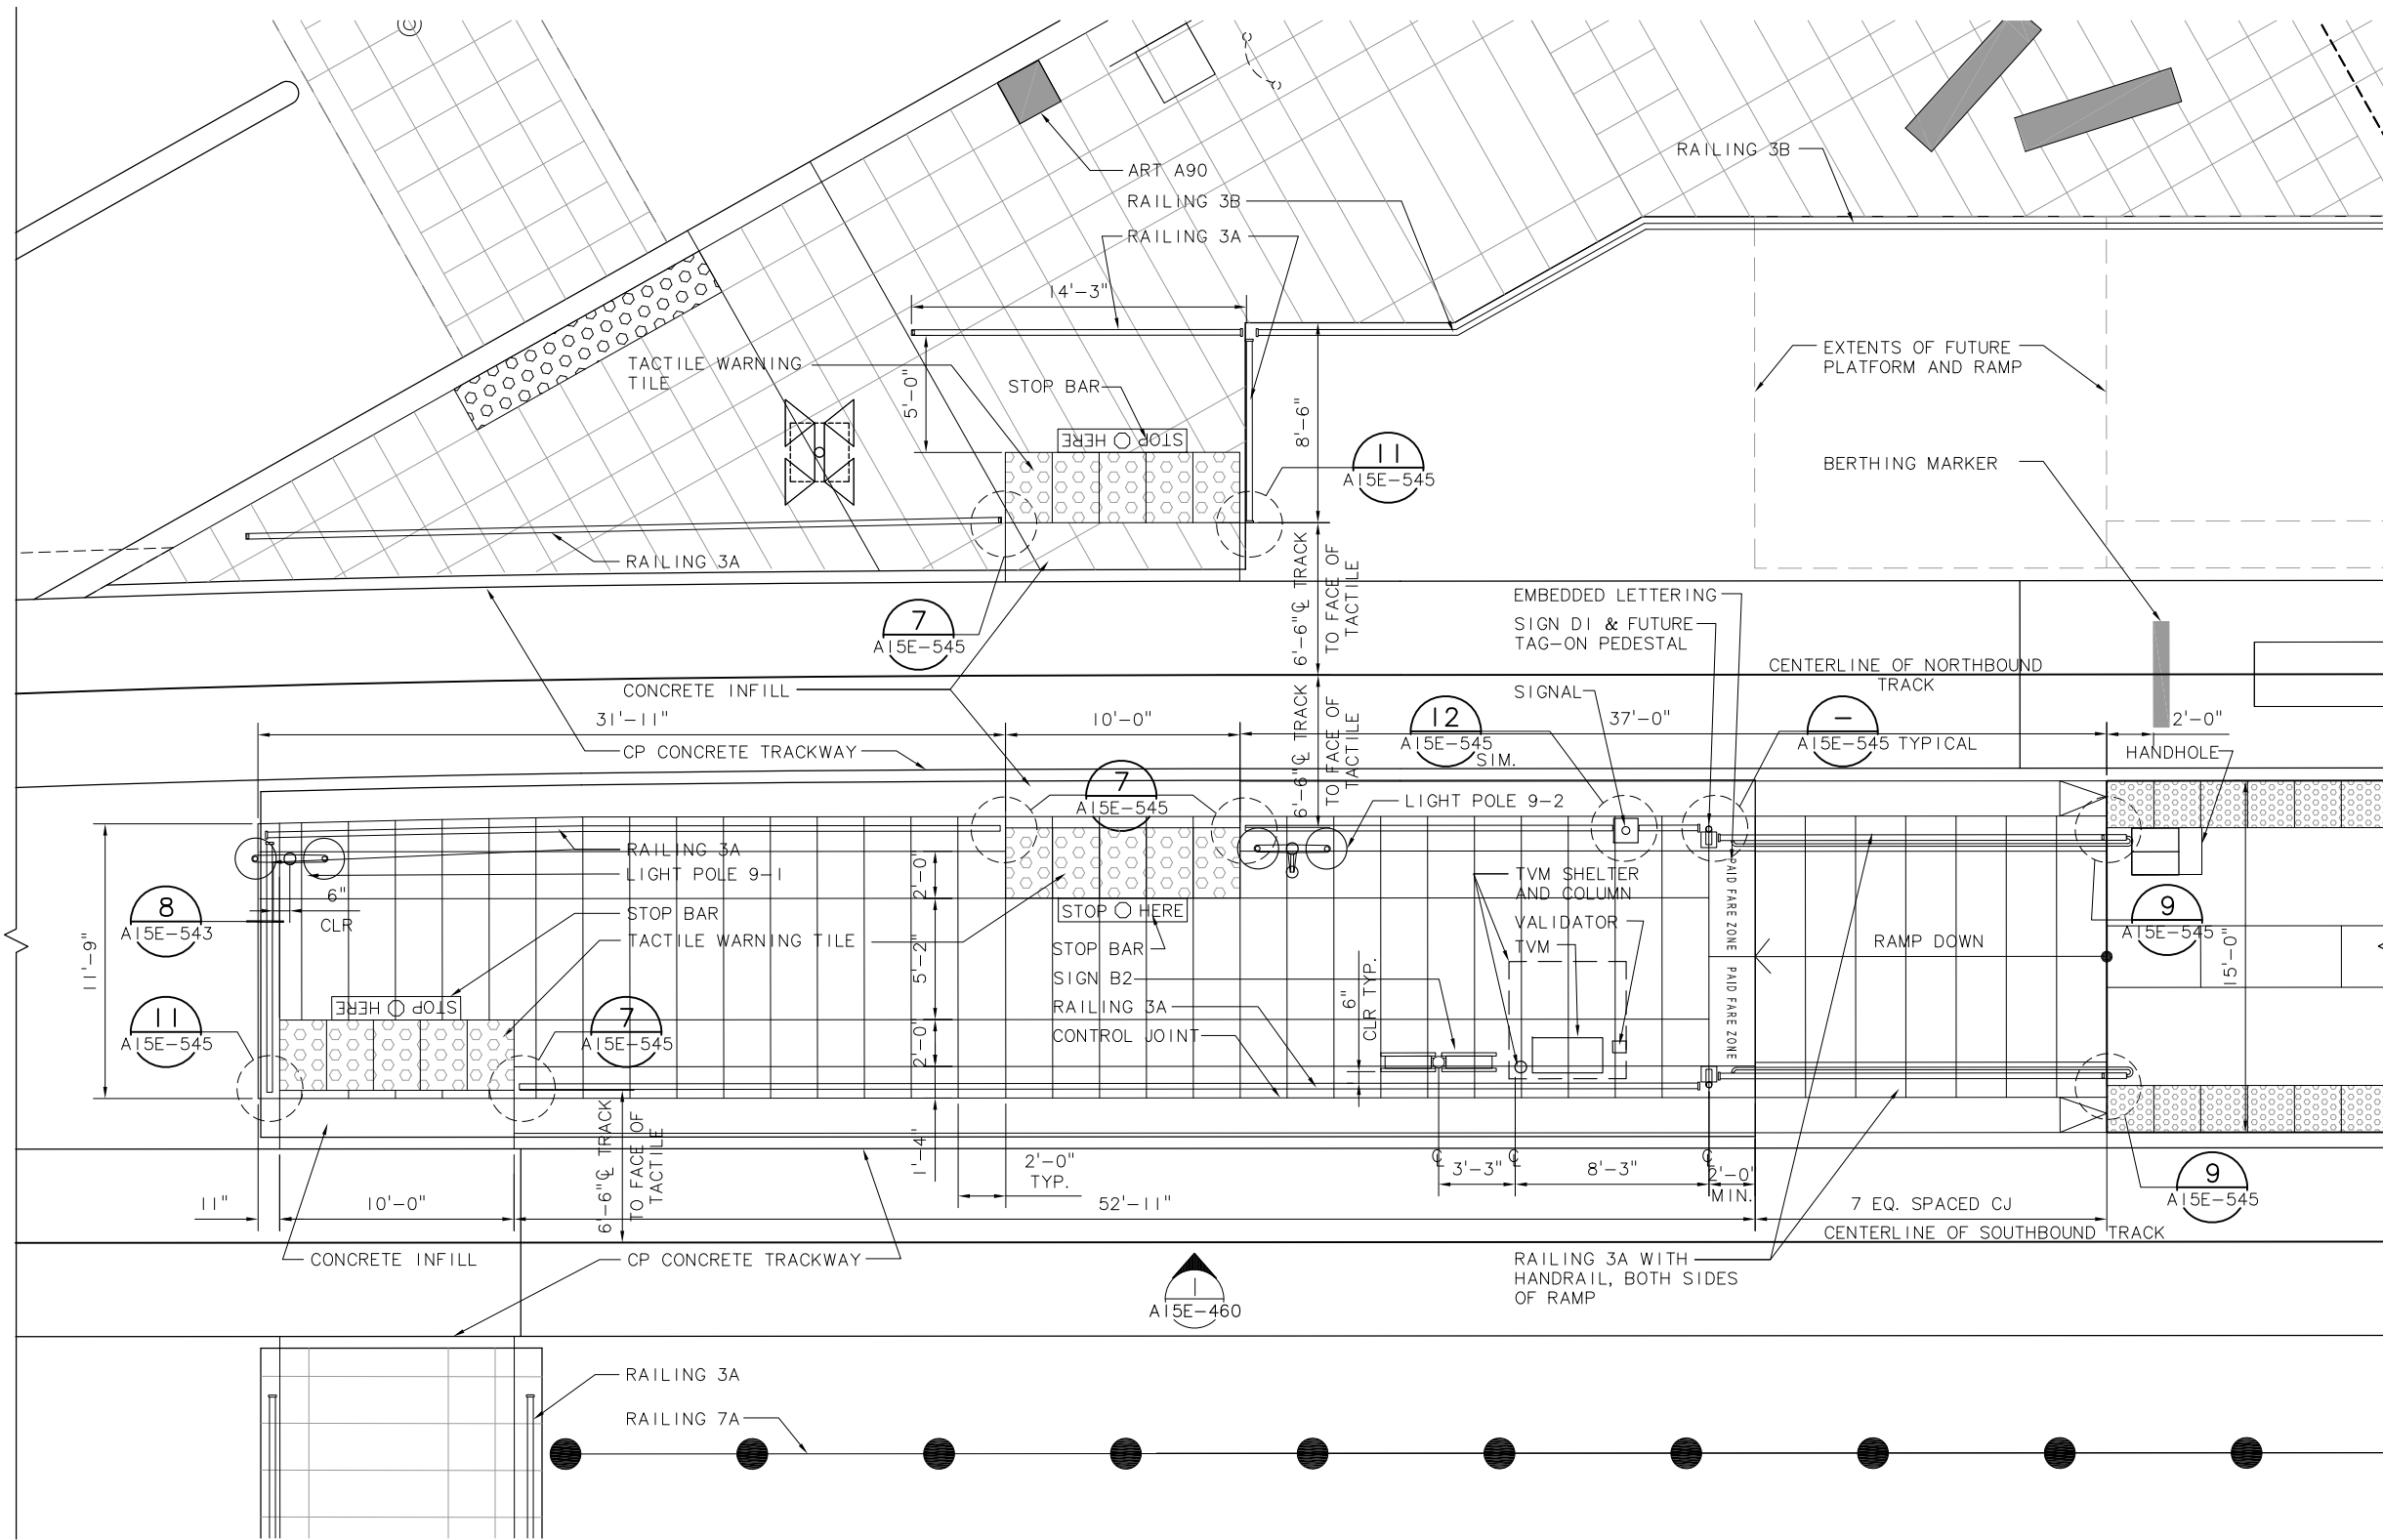 RAILING 3B
ART A90
RAILING 3B
RAILING 3A
14'-3"
TACTILE WARNING
TILE
STOP BAR
5'-0"
8'-6"
STOP HERE
EXTENTS OF FUTURE
PLATFORM AND RAMP
BERTHING MARKER
11
A15E-545
RAILING 3A
7
A15E-545
6'-6" ℄ TRACK
TO FACE OF
TACTILE
EMBEDDED LETTERING
SIGN D1 & FUTURE
TAG-ON PEDESTAL
CENTERLINE OF NORTHBOUND
TRACK
CONCRETE INFILL
SIGNAL
31'-11"
10'-0"
6'-6" ℄ TRACK
TO FACE OF
TACTILE
12
A15E-545
SIM.
37'-0"
–
A15E-545 TYPICAL
2'-0"
CP CONCRETE TRACKWAY
HANDHOLE
7
A15E-545
LIGHT POLE 9-2
RAILING 3A
LIGHT POLE 9-1
6"
CLR
2'-0"
8
A15E-543
STOP BAR
STOP HERE
TVM SHELTER
AND COLUMN
VALIDATOR
TVM
PAID FARE ZONE PAID FARE ZONE
RAMP DOWN
9
A15E-545
15'-0"
11'-9"
TACTILE WARNING TILE
5'-2"
STOP BAR
SIGN B2
RAILING 3A
CONTROL JOINT
6"
CLR TYP.
STOP HERE
11
A15E-545
7
A15E-545
2'-0"
1'-4"
6'-6" ℄ TRACK
TO FACE OF
TACTILE
2'-0"
TYP.
℄
℄
℄
3'-3"
8'-3"
2'-0"
MIN.
9
A15E-545
11"
10'-0"
52'-11"
7 EQ. SPACED CJ
CENTERLINE OF SOUTHBOUND TRACK
CONCRETE INFILL
CP CONCRETE TRACKWAY
1
A15E-460
RAILING 3A WITH
HANDRAIL, BOTH SIDES
OF RAMP
RAILING 3A
RAILING 7A